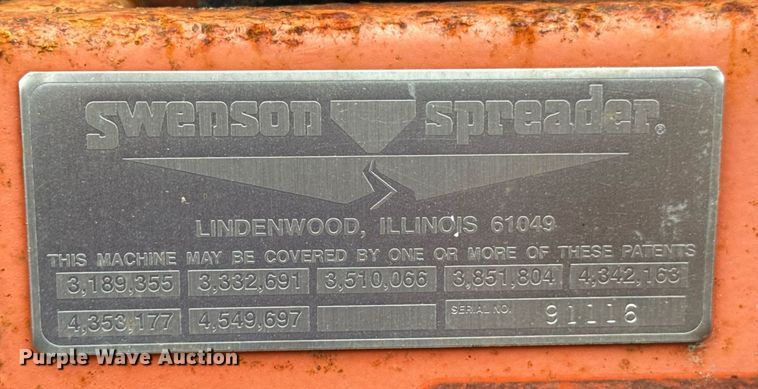 swenson spreader®
LINDENWOOD, ILLINOIS 61049
THIS MACHINE MAY BE COVERED BY ONE OR MORE OF THESE PATENTS
3,189,355 3,332,691 3,510,066 3,851,804 4,342,163
4,353,177 4,549,697 SERIAL NO. 91116
Purple Wave Auction